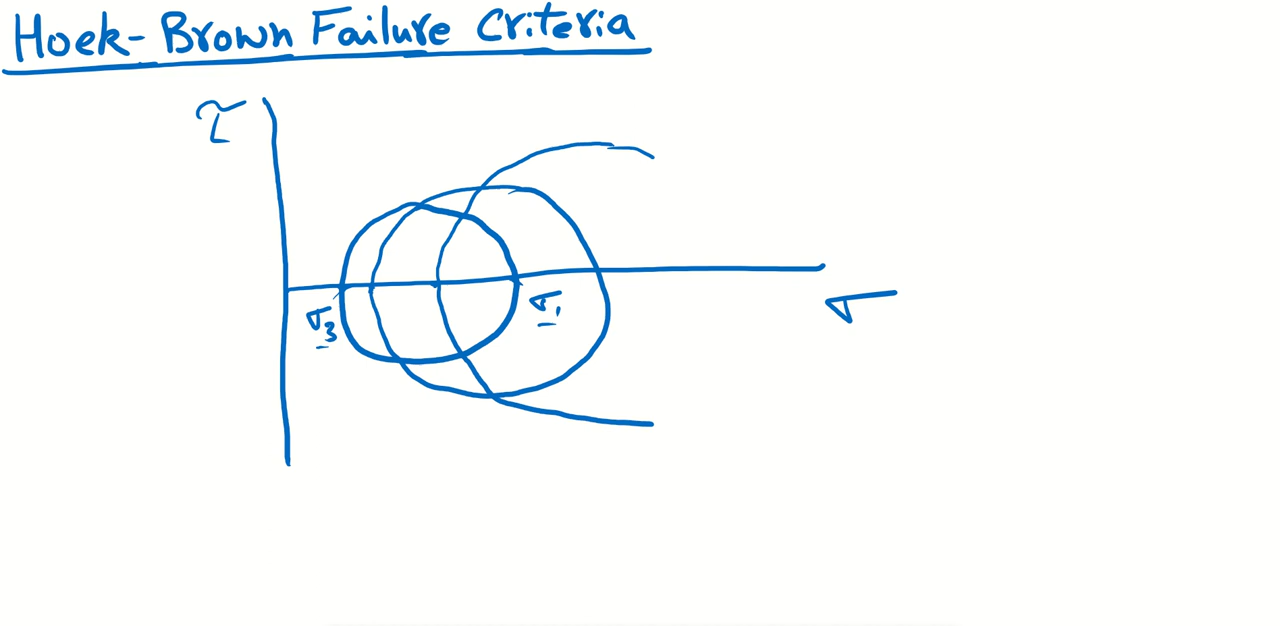 Hoek-Brown Failure Criteria
τ
σ₃
σ₁
σ